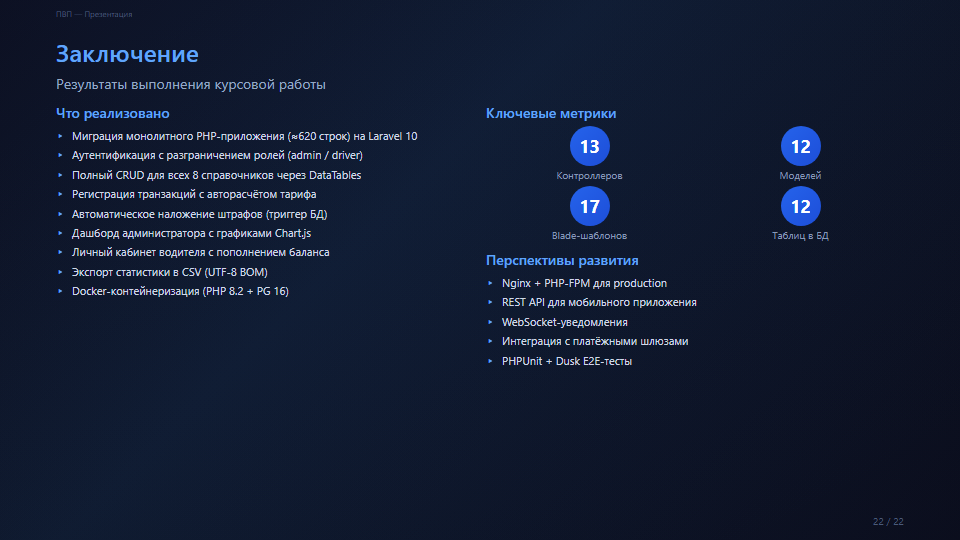 ПВП — Презентация
Заключение
Результаты выполнения курсовой работы
Что реализовано
‣ Миграция монолитного PHP-приложения (≈620 строк) на Laravel 10
‣ Аутентификация с разграничением ролей (admin / driver)
‣ Полный CRUD для всех 8 справочников через DataTables
‣ Регистрация транзакций с авторасчётом тарифа
‣ Автоматическое наложение штрафов (триггер БД)
‣ Дашборд администратора с графиками Chart.js
‣ Личный кабинет водителя с пополнением баланса
‣ Экспорт статистики в CSV (UTF-8 BOM)
‣ Docker-контейнеризация (PHP 8.2 + PG 16)
Ключевые метрики
13
Контроллеров
12
Моделей
17
Blade-шаблонов
12
Таблиц в БД
Перспективы развития
‣ Nginx + PHP-FPM для production
‣ REST API для мобильного приложения
‣ WebSocket-уведомления
‣ Интеграция с платёжными шлюзами
‣ PHPUnit + Dusk E2E-тесты
22 / 22